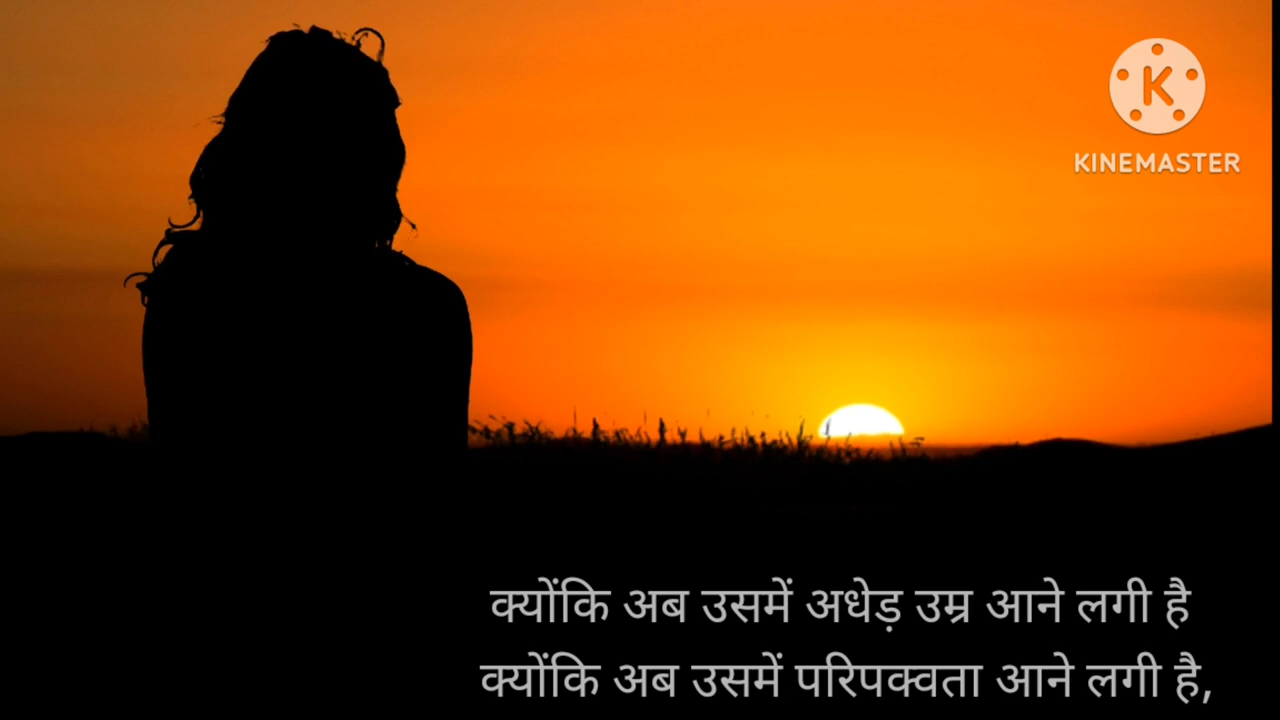 K
KINEMASTER
क्योंकि अब उसमें अधेड़ उम्र आने लगी है
क्योंकि अब उसमें परिपक्वता आने लगी है,